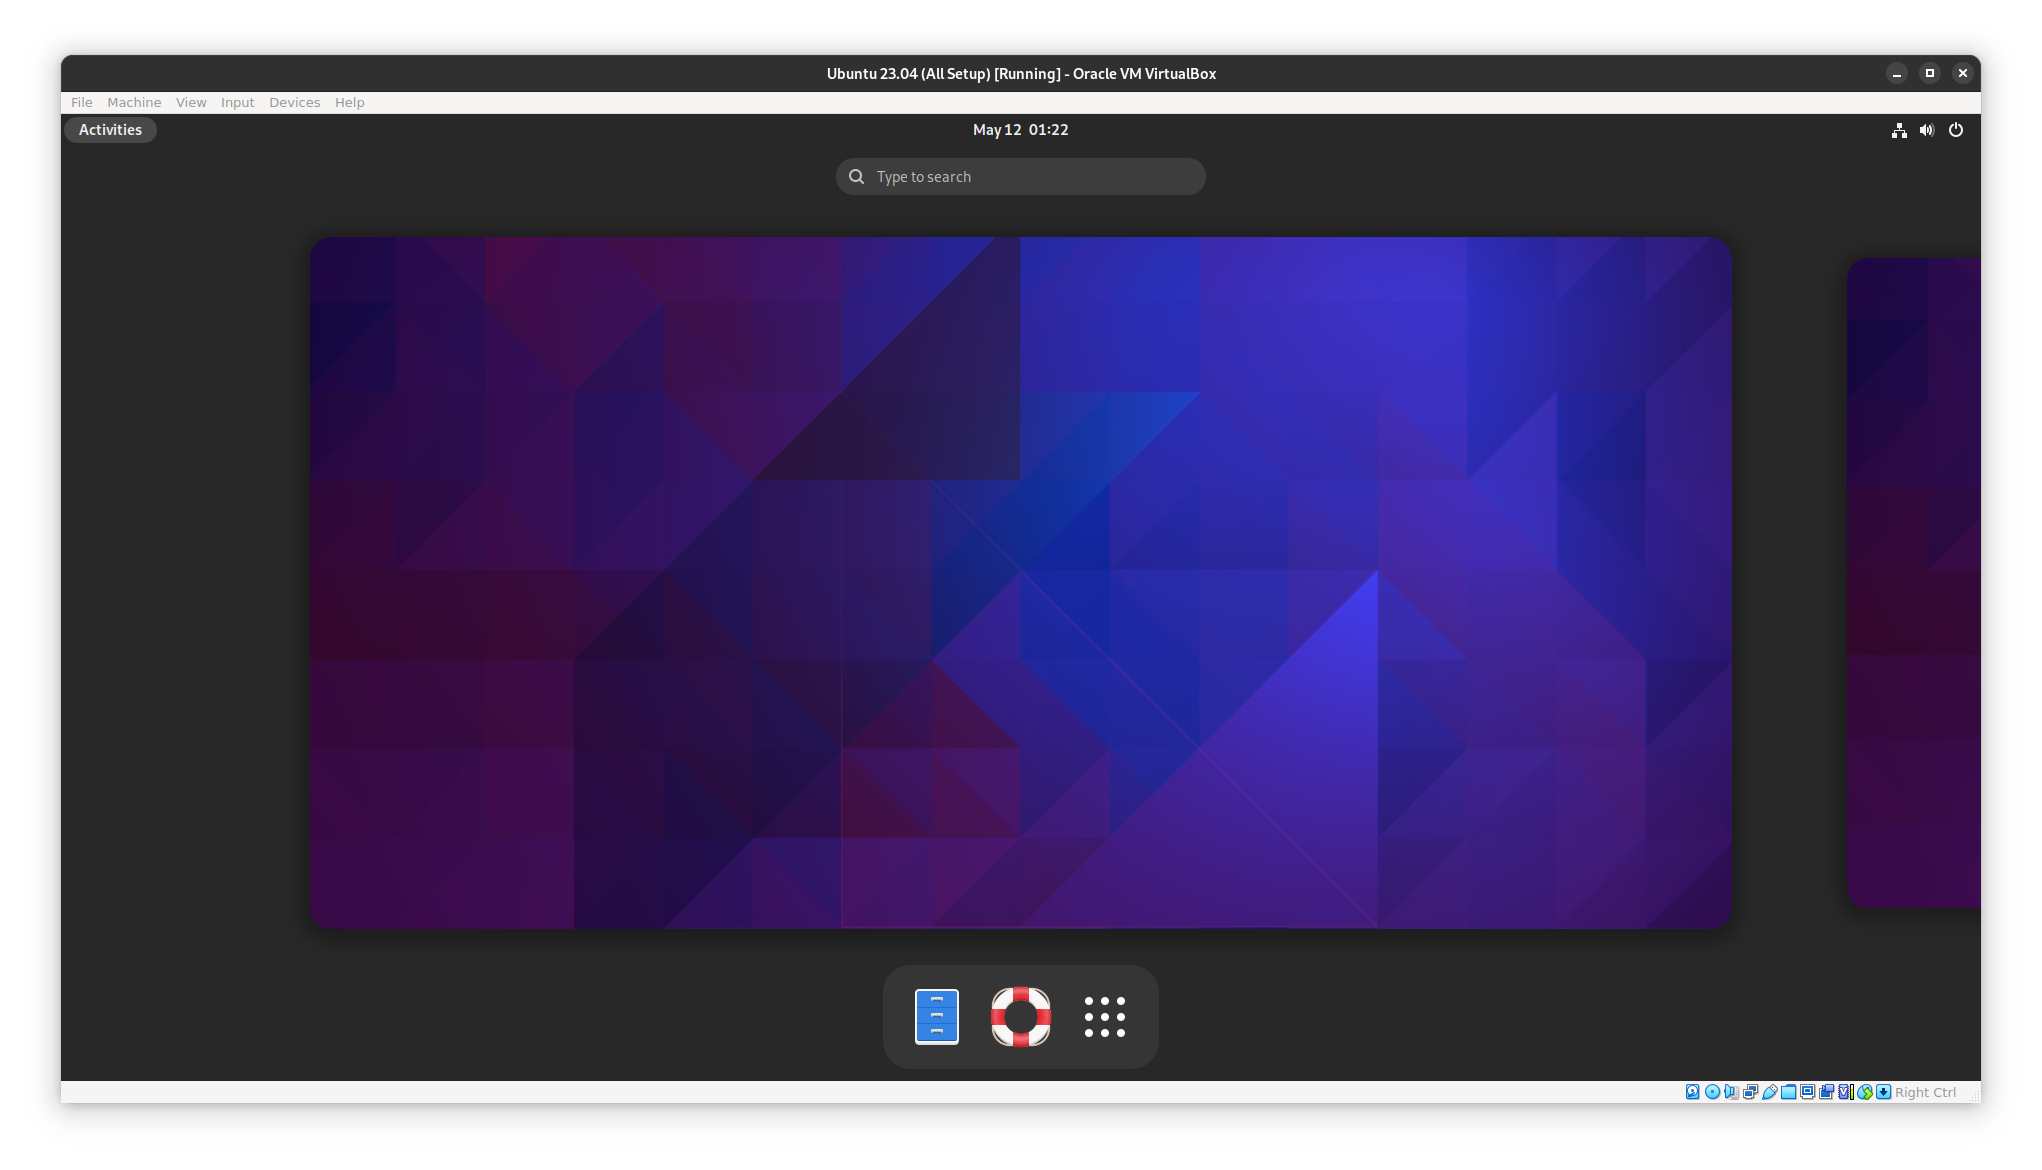 Ubuntu 23.04 (All Setup) [Running] - Oracle VM VirtualBox
File Machine View Input Devices Help
Activities May 12 01:22
Type to search
Right Ctrl